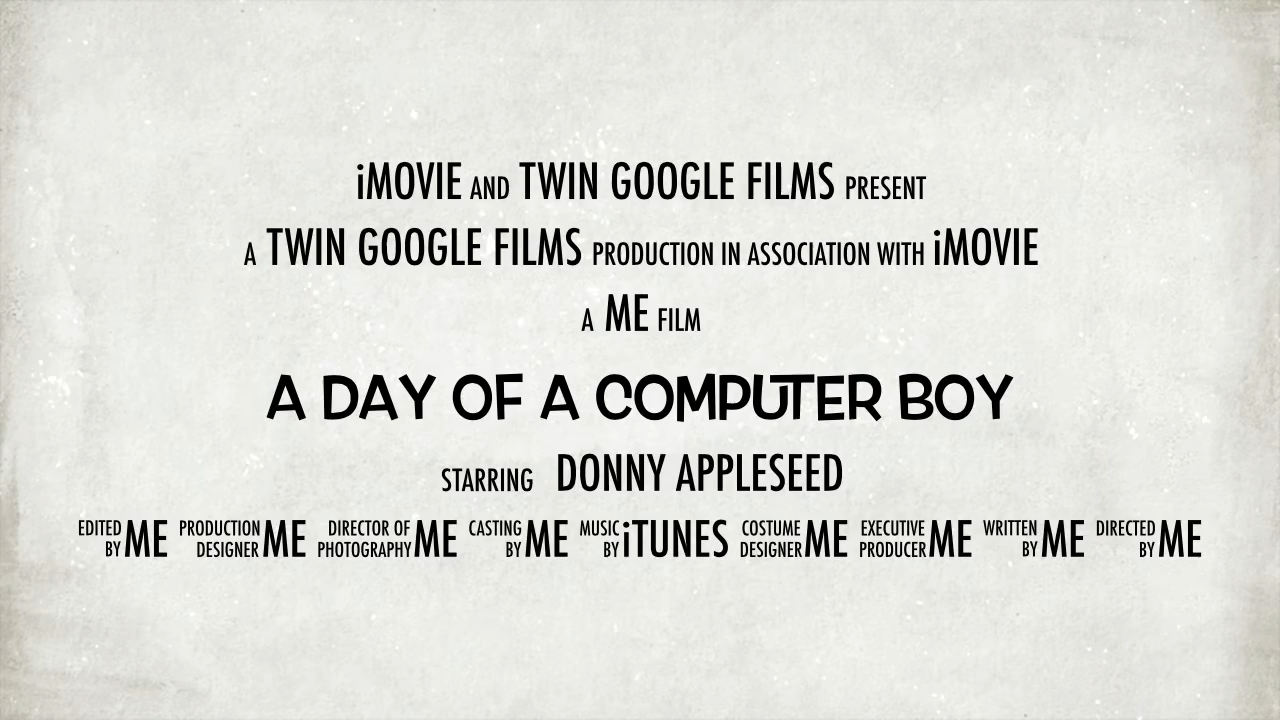 iMOVIE AND TWIN GOOGLE FILMS PRESENT
A TWIN GOOGLE FILMS PRODUCTION IN ASSOCIATION WITH iMOVIE
A ME FILM
A DAY OF A COMPUTER BOY
STARRING DONNY APPLESEED
EDITED BY ME PRODUCTION DESIGNER ME DIRECTOR OF PHOTOGRAPHY ME CASTING BY ME MUSIC BY iTUNES COSTUME DESIGNER ME EXECUTIVE PRODUCER ME WRITTEN BY ME DIRECTED BY ME